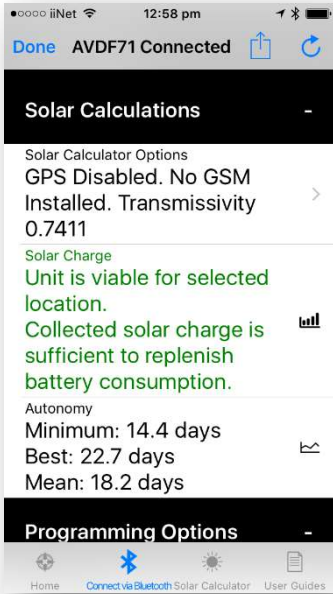 iiNet 12:58 pm
Done AVDF71 Connected
Solar Calculations -
Solar Calculator Options
GPS Disabled. No GSM
Installed. Transmissivity
0.7411
Solar Charge
Unit is viable for selected
location.
Collected solar charge is
sufficient to replenish
battery consumption.
Autonomy
Minimum: 14.4 days
Best: 22.7 days
Mean: 18.2 days
Programming Options -
Home Connect via Bluetooth Solar Calculator User Guides